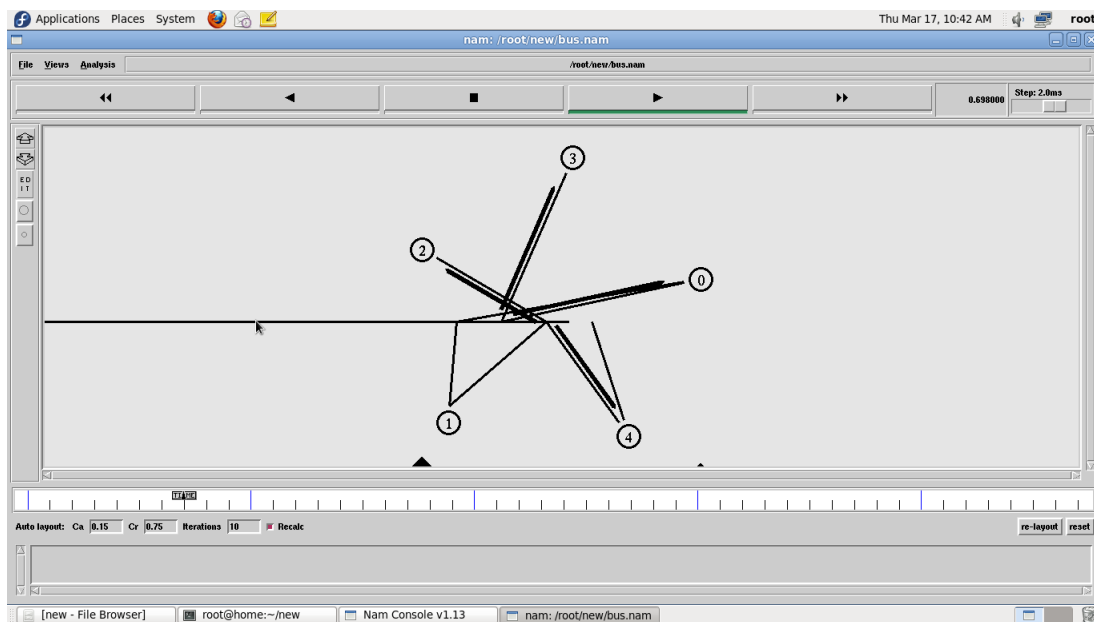 Applications Places System Thu Mar 17, 10:42 AM root
nam: /root/new/bus.nam
File Views Analysis /root/new/bus.nam
0.698000 Step: 2.0ms
3
ED
IT
2
0
1
4
TIME
Auto layout: Ca 0.15 Cr 0.75 Iterations 10 Recalc re-layout reset
[new - File Browser] root@home:~/new Nam Console v1.13 nam: /root/new/bus.nam